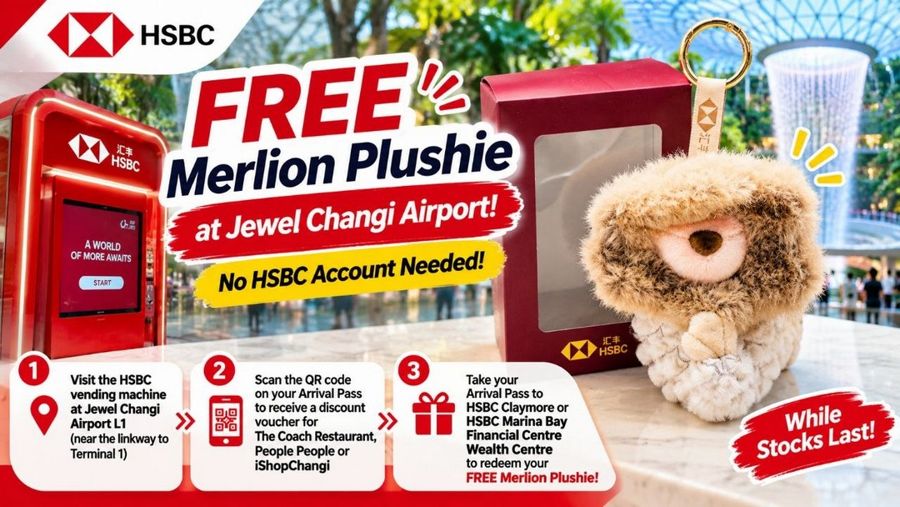 HSBC
FREE
Merlion Plushie
at Jewel Changi Airport!
No HSBC Account Needed!
汇丰
HSBC
A WORLD
OF MORE AWAITS
START
汇丰
汇丰
HSBC
1
Visit the HSBC
vending machine
at Jewel Changi
Airport L1
(near the linkway to
Terminal 1)
2
Scan the QR code
on your Arrival Pass
to receive a discount
voucher for
The Coach Restaurant,
People People or
iShopChangi
3
Take your
Arrival Pass to
HSBC Claymore or
HSBC Marina Bay
Financial Centre
Wealth Centre
to redeem your
FREE Merlion Plushie!
While
Stocks Last!